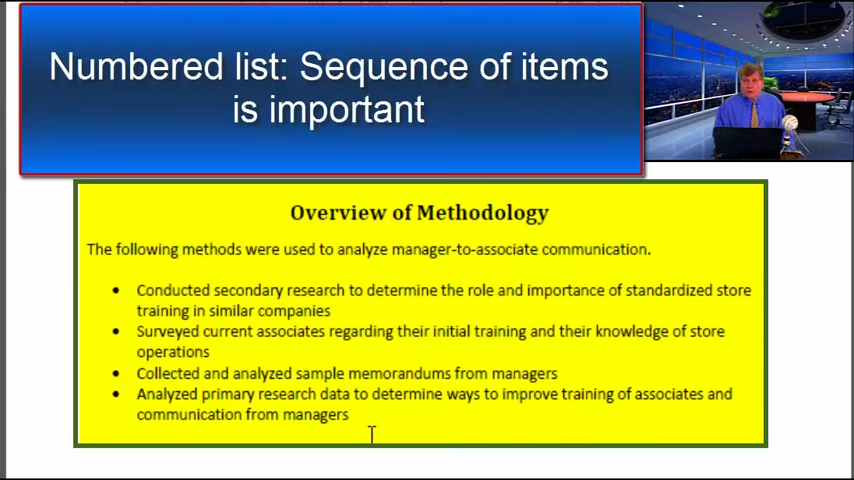 Numbered list: Sequence of items
is important
Overview of Methodology
The following methods were used to analyze manager-to-associate communication.
• Conducted secondary research to determine the role and importance of standardized store
training in similar companies
• Surveyed current associates regarding their initial training and their knowledge of store
operations
• Collected and analyzed sample memorandums from managers
• Analyzed primary research data to determine ways to improve training of associates and
communication from managers